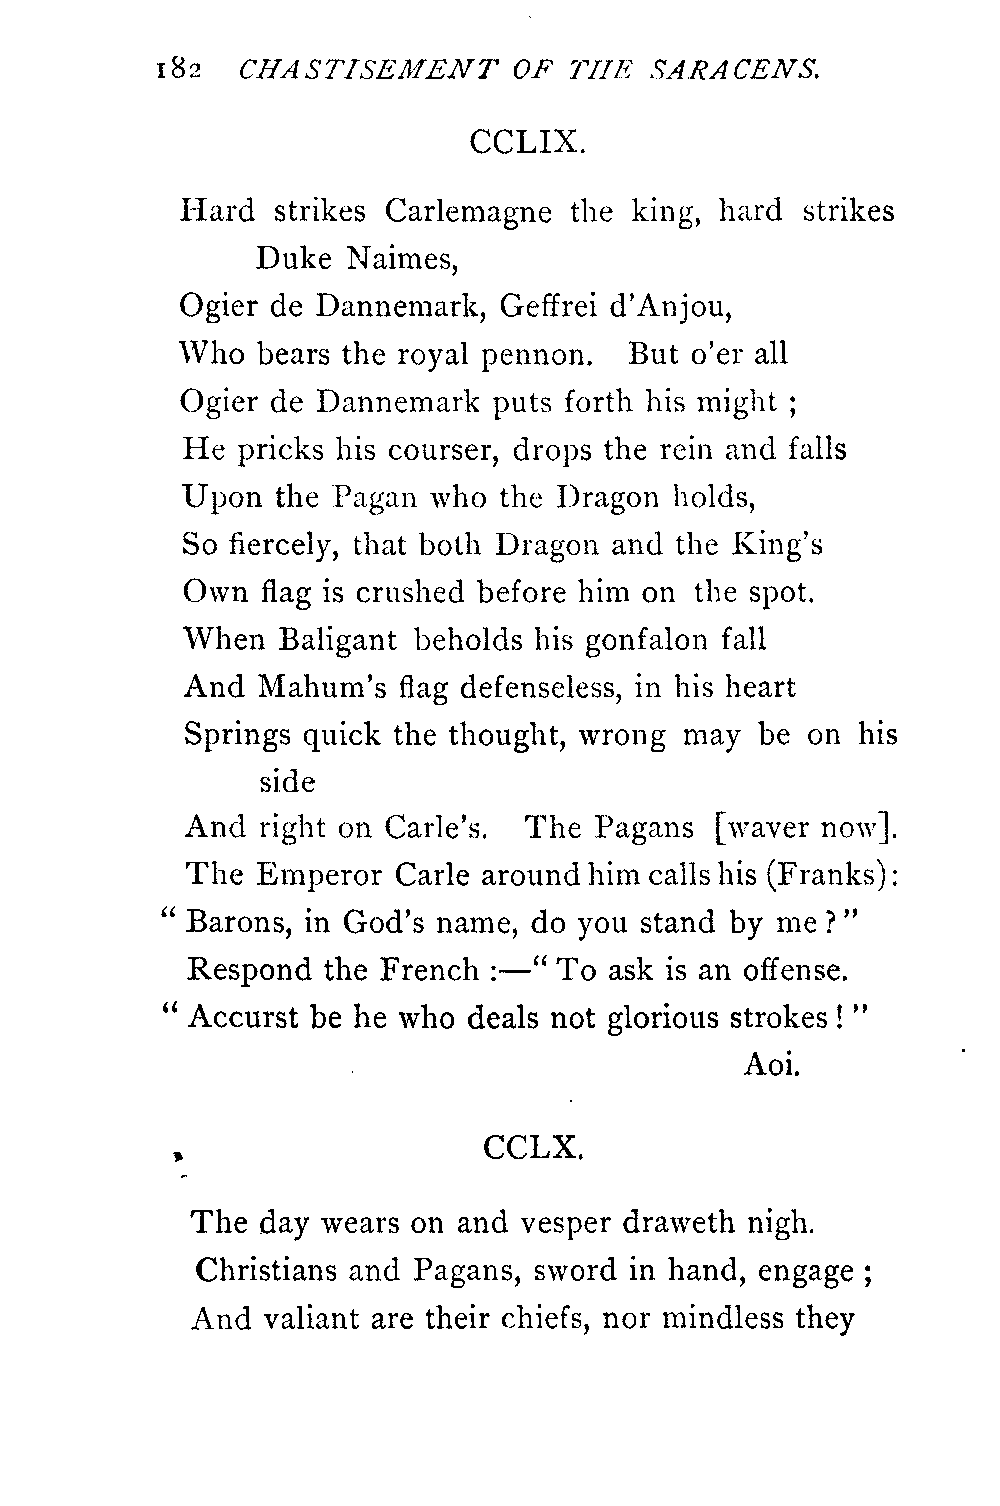 182 CHASTISEMENT OF THE SARACENS.
CCLIX.
Hard strikes Carlemagne the king, hard strikes
Duke Naimes,
Ogier de Dannemark, Geffrei d'Anjou,
Who bears the royal pennon. But o'er all
Ogier de Dannemark puts forth his might ;
He pricks his courser, drops the rein and falls
Upon the Pagan who the Dragon holds,
So fiercely, that both Dragon and the King's
Own flag is crushed before him on the spot.
When Baligant beholds his gonfalon fall
And Mahum's flag defenseless, in his heart
Springs quick the thought, wrong may be on his
side
And right on Carle's. The Pagans [waver now].
The Emperor Carle around him calls his (Franks):
" Barons, in God's name, do you stand by me ? "
Respond the French :—" To ask is an offense.
" Accurst be he who deals not glorious strokes ! "
Aoi.
CCLX.
The day wears on and vesper draweth nigh.
Christians and Pagans, sword in hand, engage ;
And valiant are their chiefs, nor mindless they